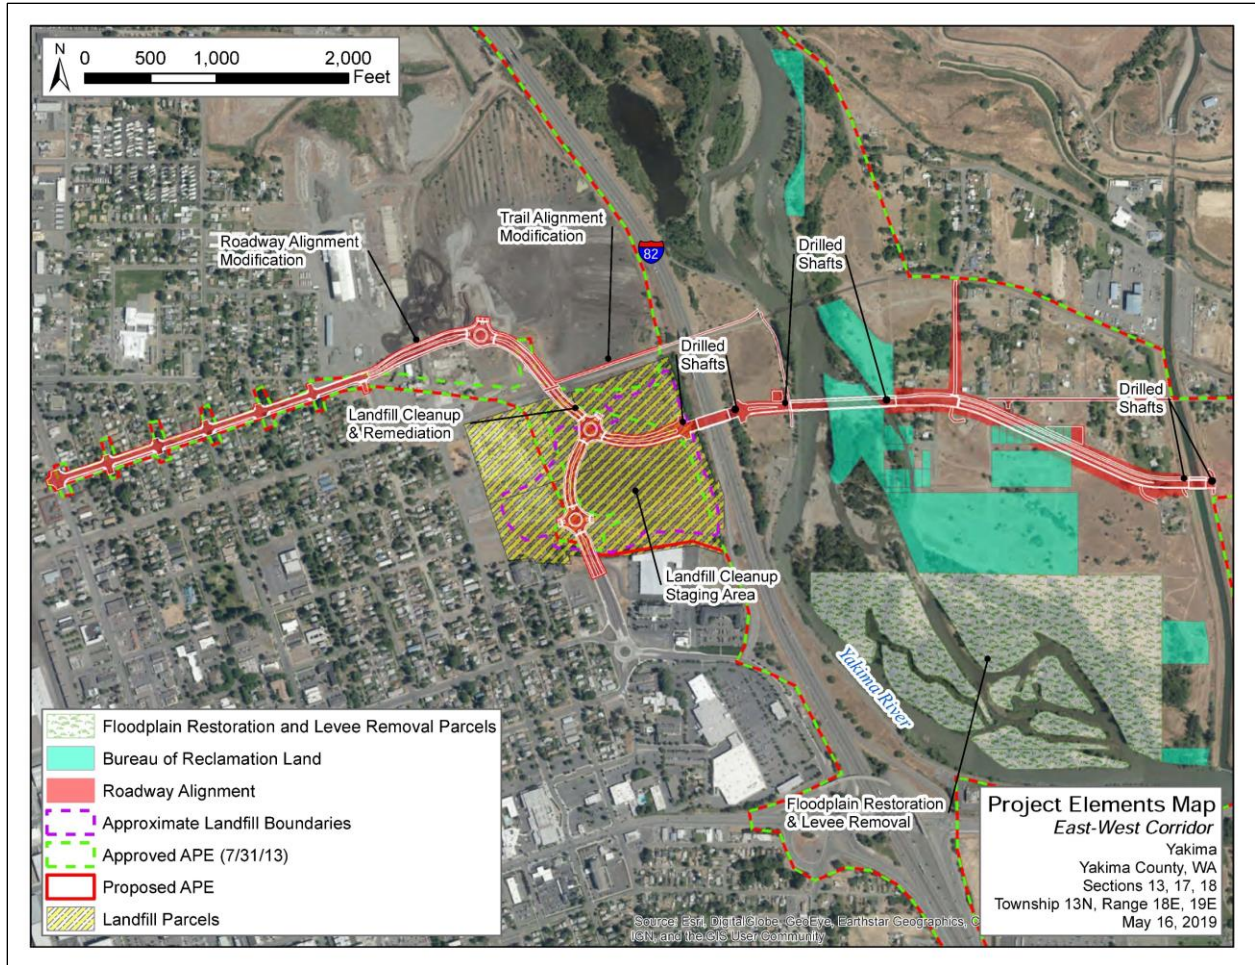 N
0 500 1,000 2,000
Feet
Trail Alignment
Modification
Roadway Alignment
Modification
82
Drilled
Shafts
Drilled
Shafts
Drilled
Shafts
Landfill Cleanup
& Remediation
Landfill Cleanup
Staging Area
Yakima River
Floodplain Restoration
& Levee Removal
Floodplain Restoration and Levee Removal Parcels
Bureau of Reclamation Land
Roadway Alignment
Approximate Landfill Boundaries
Approved APE (7/31/13)
Proposed APE
Landfill Parcels
Project Elements Map
East-West Corridor
Yakima
Yakima County, WA
Sections 13, 17, 18
Township 13N, Range 18E, 19E
May 16, 2019
Source: Esri, DigitalGlobe, GeoEye, Earthstar Geographics,
IGN, and the GIS User Community